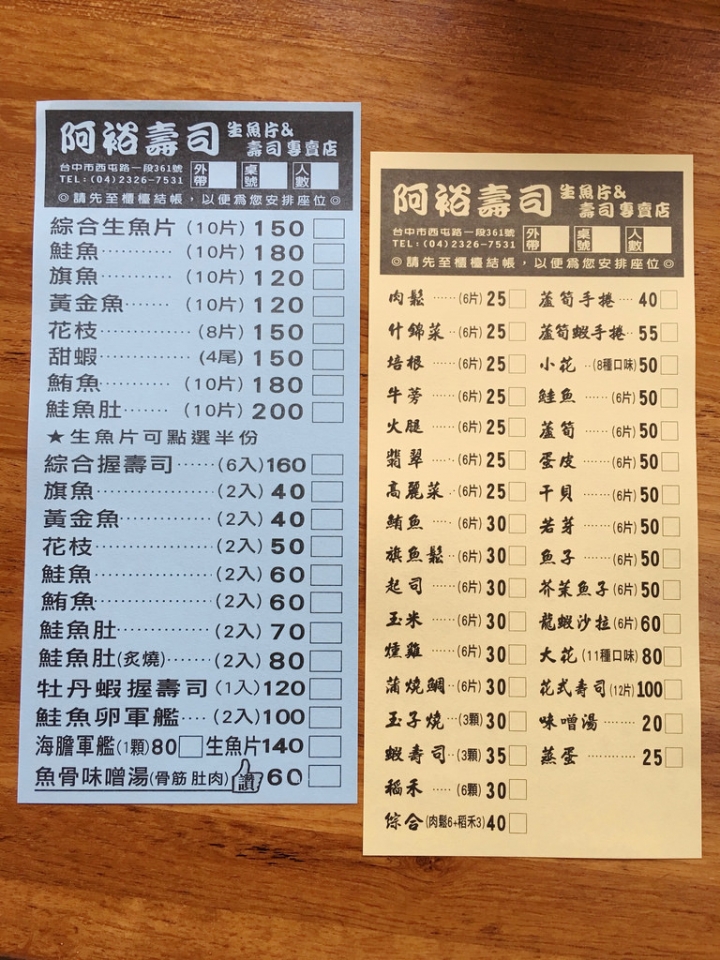 阿裕壽司 生魚片&
壽司專賣店
台中市西屯路一段361號
TEL:(04)2326-7531
外帶 桌號 人數
◎請先至櫃檯結帳，以便為您安排座位◎
綜合生魚片(10片)150
鮭魚··········(10片)180
旗魚··········(10片)120
黃金魚·······(10片)120
花枝·············(8片)150
甜蝦·············(4尾)150
鮪魚··········(10片)180
鮭魚肚·······(10片)200
★生魚片可點選半份
綜合握壽司······(6入)160
旗魚·················(2入)40
黃金魚··············(2入)40
花枝·················(2入)50
鮭魚·················(2入)60
鮪魚·················(2入)60
鮭魚肚··············(2入)70
鮭魚肚(炙燒)·······(2入)80
牡丹蝦握壽司(1入)120
鮭魚卵軍艦····(2入)100
海膽軍艦(1顆)80 生魚片140
魚骨味噌湯(骨筋 肚肉)讚60
阿裕壽司 生魚片&
壽司專賣店
台中市西屯路一段361號
TEL:(04)2326-7531
外帶 桌號 人數
◎請先至櫃檯結帳，以便為您安排座位◎
肉鬆·····(6片)25 蘆筍手捲···40
什錦菜··(6片)25 蘆筍蝦手捲··55
培根·····(6片)25 小花··(8種口味)50
牛蒡·····(6片)25 鮭魚······(6片)50
火腿·····(6片)25 蘆筍······(6片)50
翡翠·····(6片)25 蛋皮······(6片)50
高麗菜··(6片)25 干貝······(6片)50
鮪魚·····(6片)30 若芽······(6片)50
旗魚鬆··(6片)30 魚子······(6片)50
起司·····(6片)30 芥茉魚子(6片)50
玉米·····(6片)30 龍蝦沙拉(6片)60
燻雞·····(6片)30 大花(11種口味)80
蒲燒鯛··(6片)30 花式壽司(12片)100
玉子燒···(3顆)30 味噌湯·······20
蝦壽司··(3顆)35 蒸蛋···········25
稻禾·····(6顆)30
綜合(肉鬆6+稻禾3)40